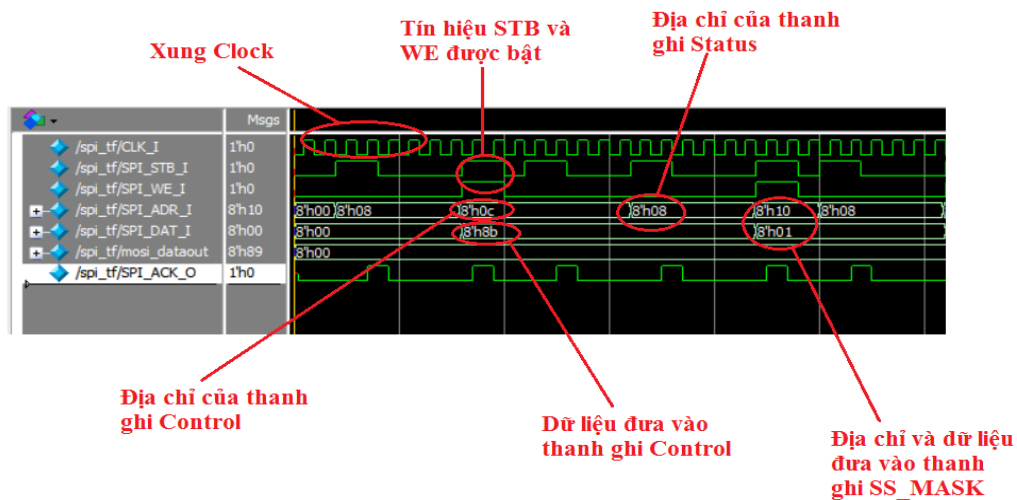 Xung Clock
Tín hiệu STB và
WE được bật
Địa chỉ của thanh
ghi Status
Msgs
/spi_tf/CLK_I 1'h0
/spi_tf/SPI_STB_I 1'h0
/spi_tf/SPI_WE_I 1'h0
/spi_tf/SPI_ADR_I 8'h10 8'h00 8'h08 8'h0c 8'h08 8'h10 8'h08
/spi_tf/SPI_DAT_I 8'h00 8'h00 8'h8b 8'h01
/spi_tf/mosi_dataout 8'h89 8'h00
/spi_tf/SPI_ACK_O 1'h0
Địa chỉ của thanh
ghi Control
Dữ liệu đưa vào
thanh ghi Control
Địa chỉ và dữ liệu
đưa vào thanh
ghi SS_MASK